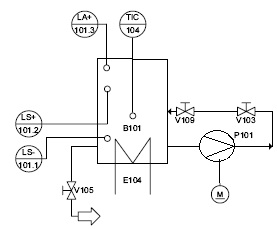 LA+
101.3
TIC
104
LS+
101.2
B101
V109
V103
P101
LS-
101.1
E104
V105
M